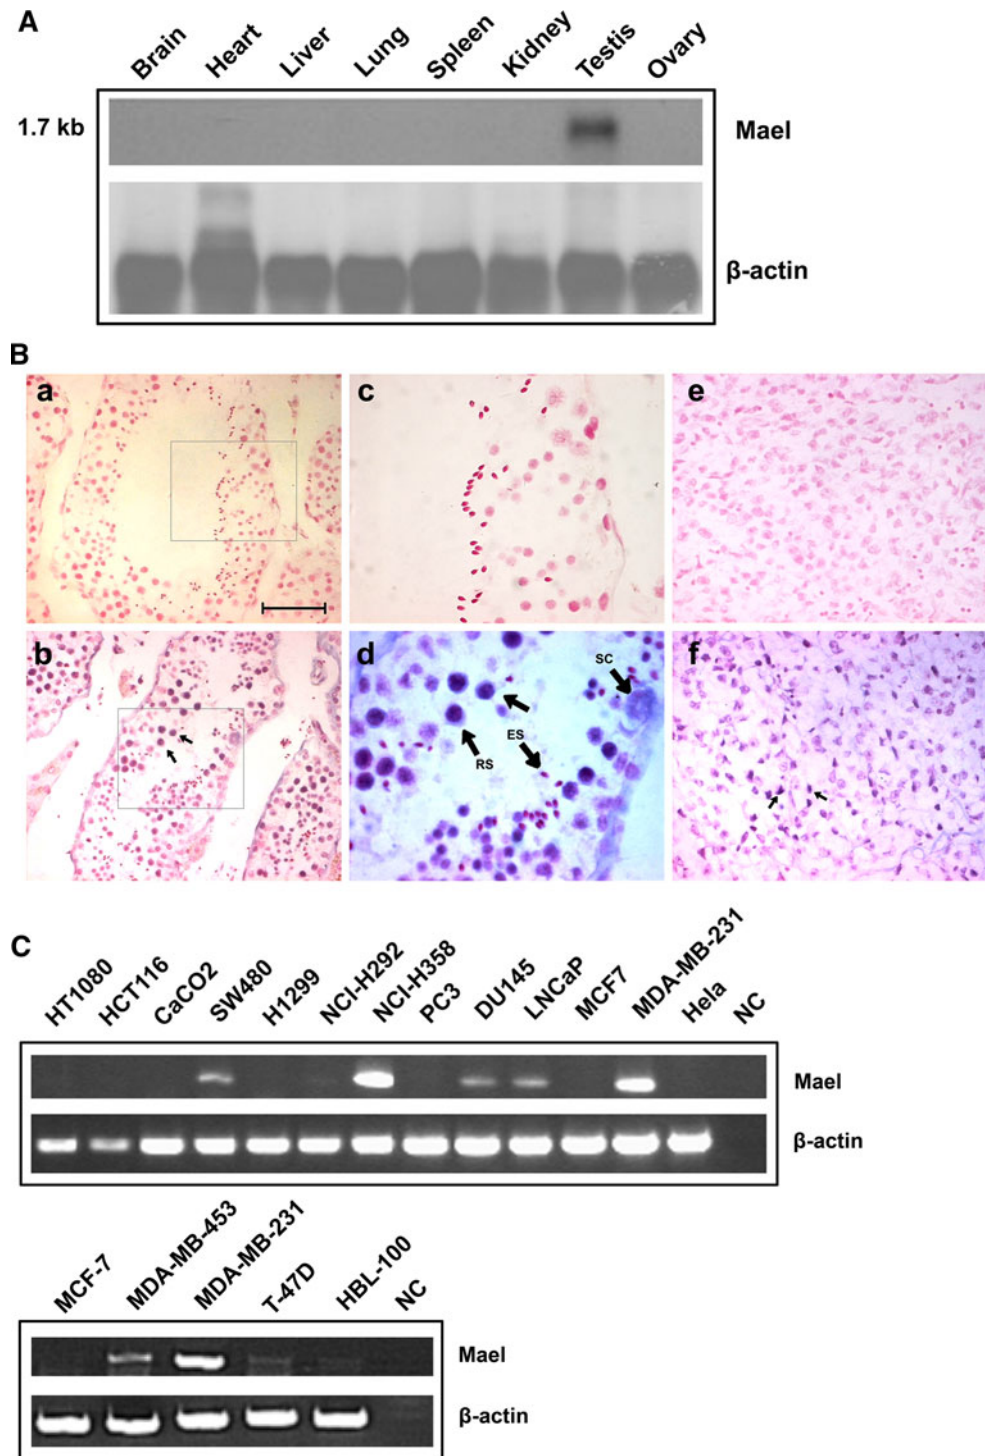 A
Brain Heart Liver Lung Spleen Kidney Testis Ovary
1.7 kb Mael
β-actin
B
a c e
b d f
SC
ES
RS
C
HT1080 HCT116 CaCO2 SW480 H1299 NCI-H292 NCI-H358 PC3 DU145 LNCaP MCF7 MDA-MB-231 Hela NC
Mael
β-actin
MCF-7 MDA-MB-453 MDA-MB-231 T-47D HBL-100 NC
Mael
β-actin